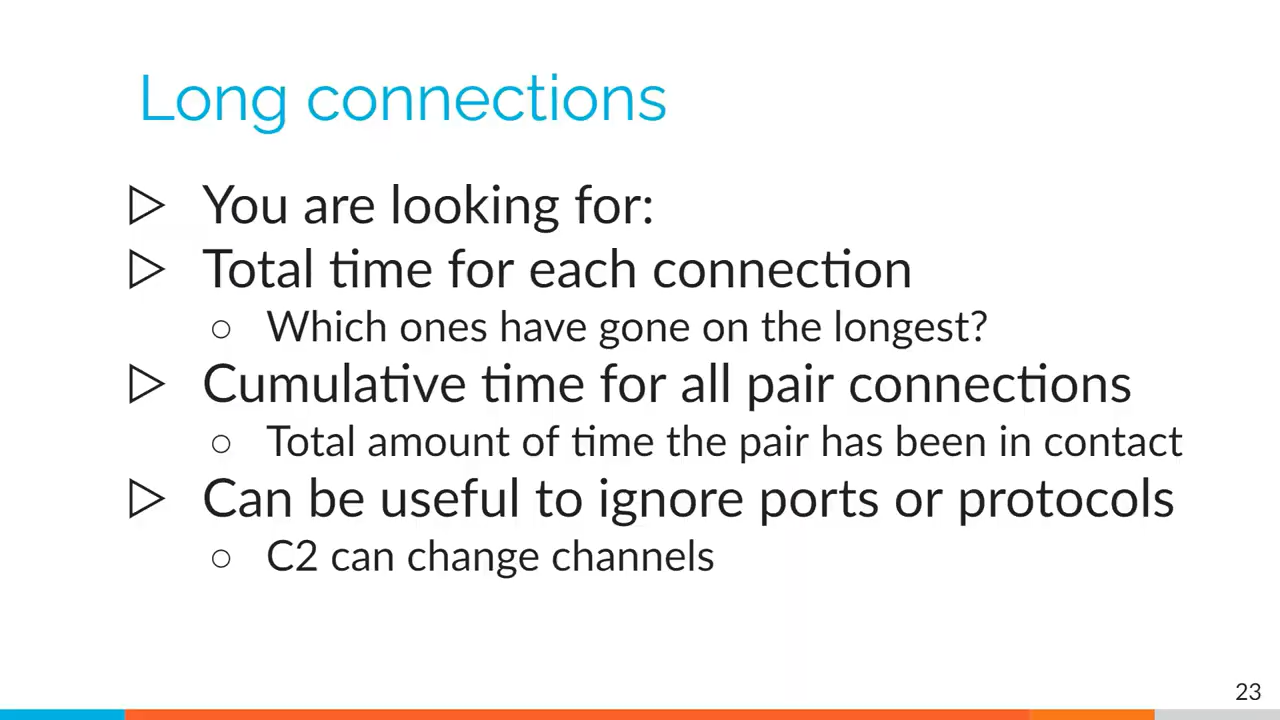 Long connections
▷ You are looking for:
▷ Total time for each connection
○ Which ones have gone on the longest?
▷ Cumulative time for all pair connections
○ Total amount of time the pair has been in contact
▷ Can be useful to ignore ports or protocols
○ C2 can change channels
23